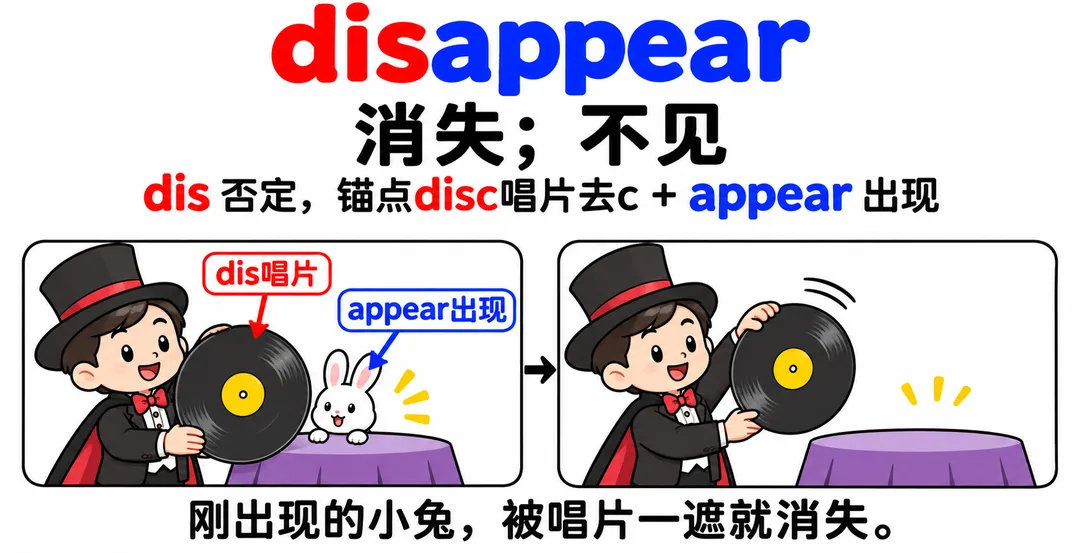 disappear
消失；不见
dis 否定，锚点disc唱片去c + appear 出现
dis唱片
appear出现
刚出现的小兔，被唱片一遮就消失。